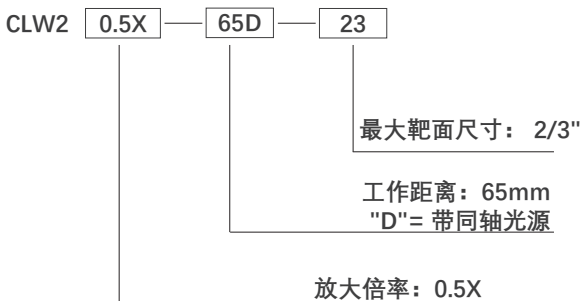 CLW2 0.5X 65D 23
最大靶面尺寸： 2/3"
工作距离：65mm
"D"= 带同轴光源
放大倍率：0.5X